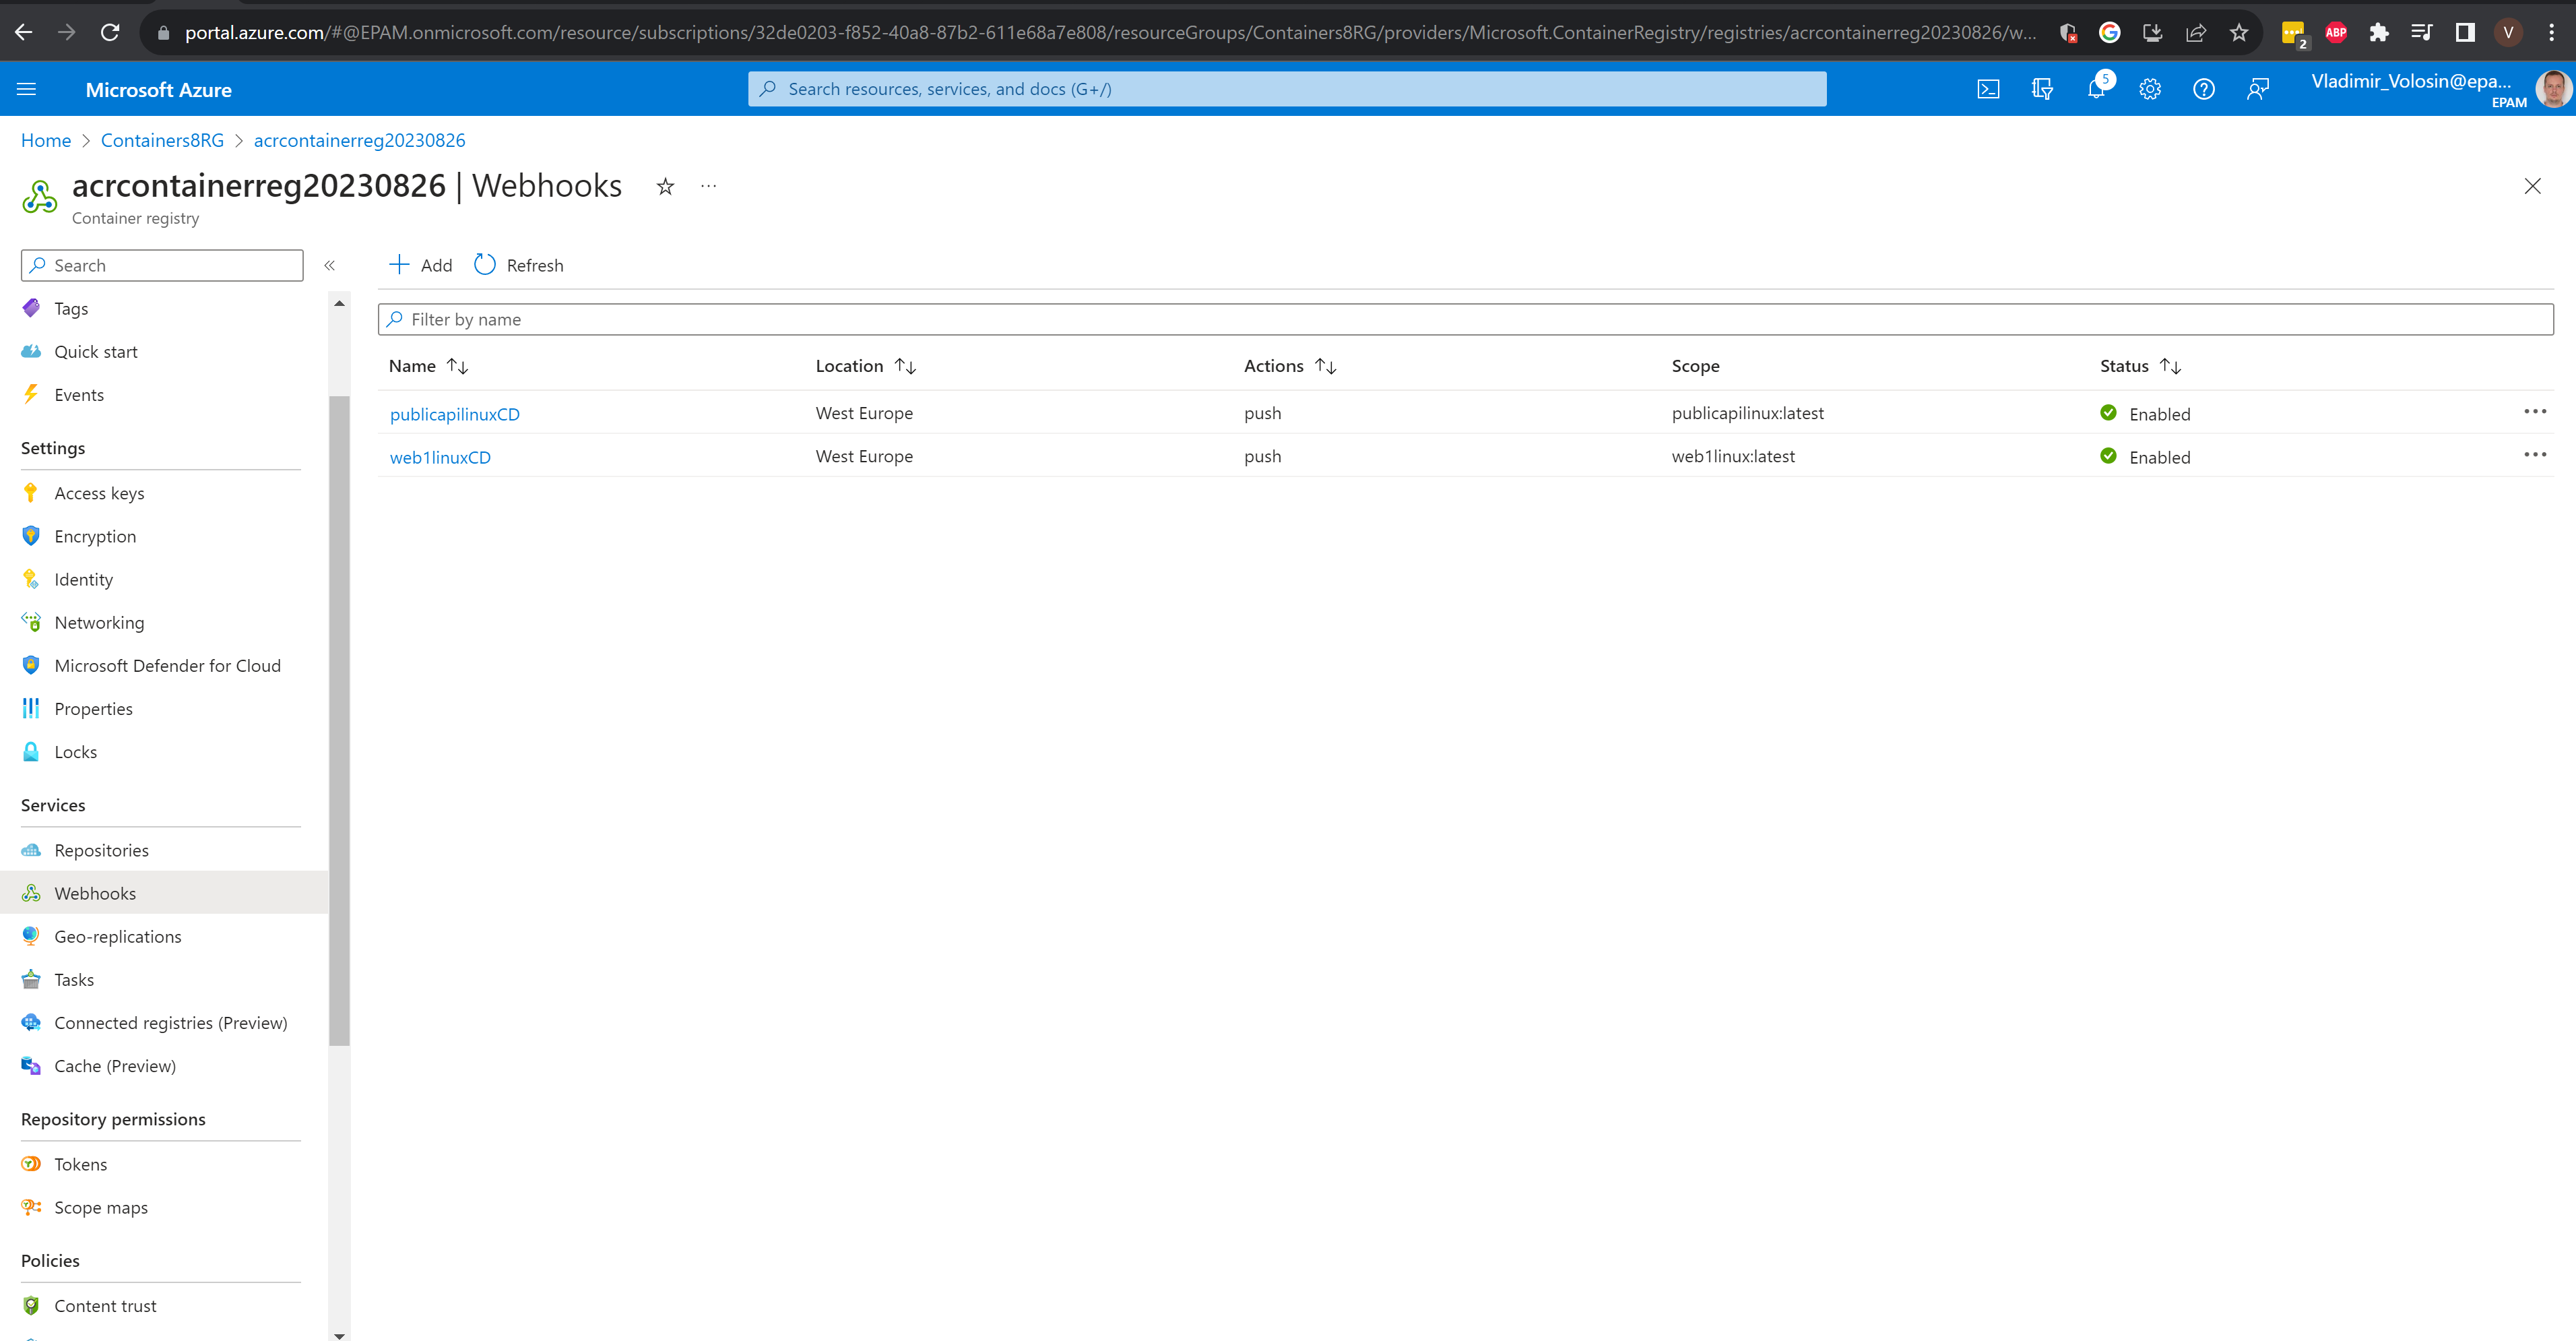 portal.azure.com/#@EPAM.onmicrosoft.com/resource/subscriptions/32de0203-f852-40a8-87b2-611e68a7e808/resourceGroups/Containers8RG/providers/Microsoft.ContainerRegistry/registries/acrcontainerreg20230826/w...
2
ABP
V
Microsoft Azure
Search resources, services, and docs (G+/)
5
Vladimir_Volosin@epa...
EPAM
Home > Containers8RG > acrcontainerreg20230826
acrcontainerreg20230826 | Webhooks
Container registry
Search
Add
Refresh
Tags
Quick start
Events
Settings
Access keys
Encryption
Identity
Networking
Microsoft Defender for Cloud
Properties
Locks
Services
Repositories
Webhooks
Geo-replications
Tasks
Connected registries (Preview)
Cache (Preview)
Repository permissions
Tokens
Scope maps
Policies
Content trust
Filter by name
Name Location Actions Scope Status
publicapilinuxCD West Europe push publicapilinux:latest Enabled
web1linuxCD West Europe push web1linux:latest Enabled